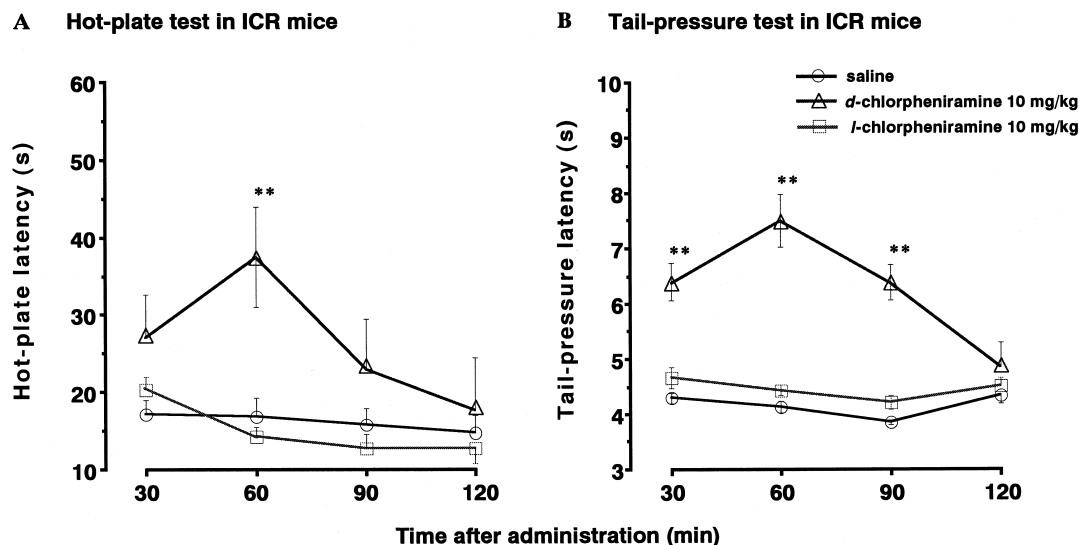 A Hot-plate test in ICR mice
60
50
40
30
20
10
Hot-plate latency (s)
**
30 60 90 120
B Tail-pressure test in ICR mice
saline
d-chlorpheniramine 10 mg/kg
l-chlorpheniramine 10 mg/kg
10
9
8
7
6
5
4
3
Tail-pressure latency (s)
**
**
**
30 60 90 120
Time after administration (min)